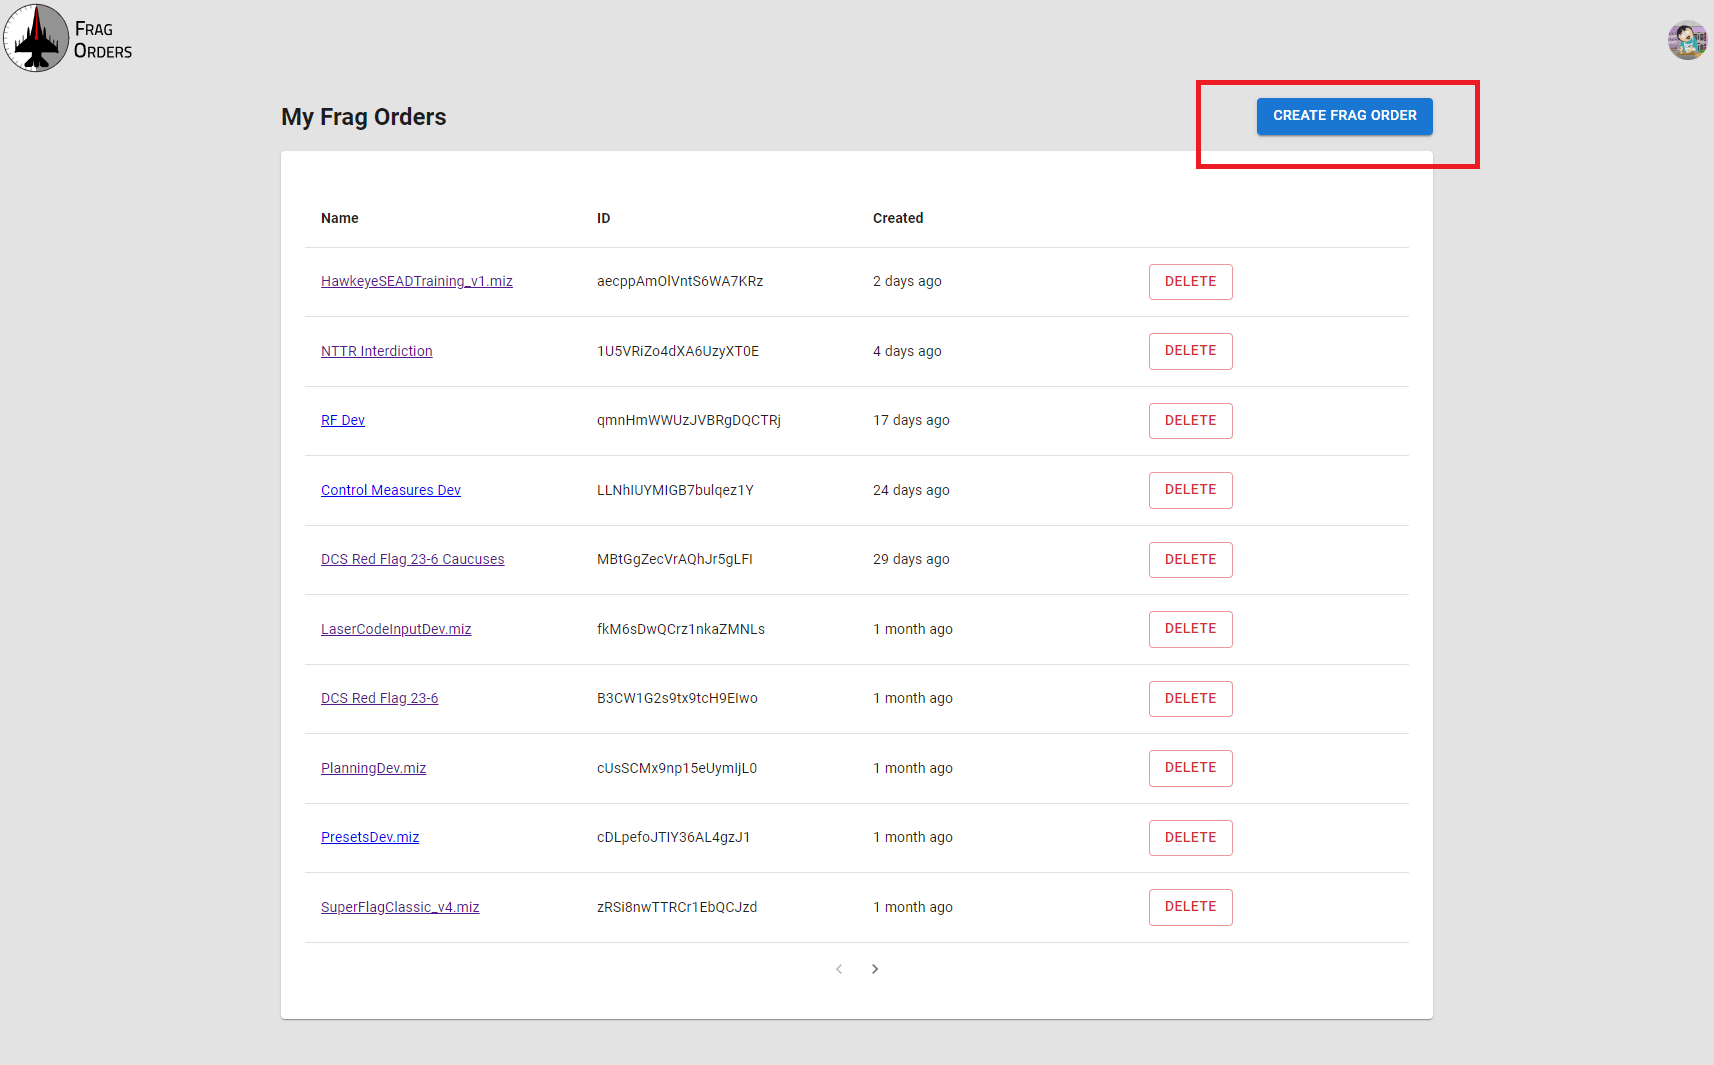 FRAG
ORDERS
My Frag Orders
CREATE FRAG ORDER
Name ID Created
HawkeyeSEADTraining_v1.miz aecppAmOlVntS6WA7KRz 2 days ago DELETE
NTTR Interdiction 1U5VRiZo4dXA6UzyXT0E 4 days ago DELETE
RF Dev qmnHmWWUzJVBRgDQCTRj 17 days ago DELETE
Control Measures Dev LLNhIUYMIGB7bulqez1Y 24 days ago DELETE
DCS Red Flag 23-6 Caucuses MBtGgZecVrAQhJr5gLFI 29 days ago DELETE
LaserCodeInputDev.miz fkM6sDwQCrz1nkaZMNLs 1 month ago DELETE
DCS Red Flag 23-6 B3CW1G2s9tx9tcH9EIwo 1 month ago DELETE
PlanningDev.miz cUsSCMx9np15eUymIjL0 1 month ago DELETE
PresetsDev.miz cDLpefoJTIY36AL4gzJ1 1 month ago DELETE
SuperFlagClassic_v4.miz zRSi8nwTTRCr1EbQCJzd 1 month ago DELETE